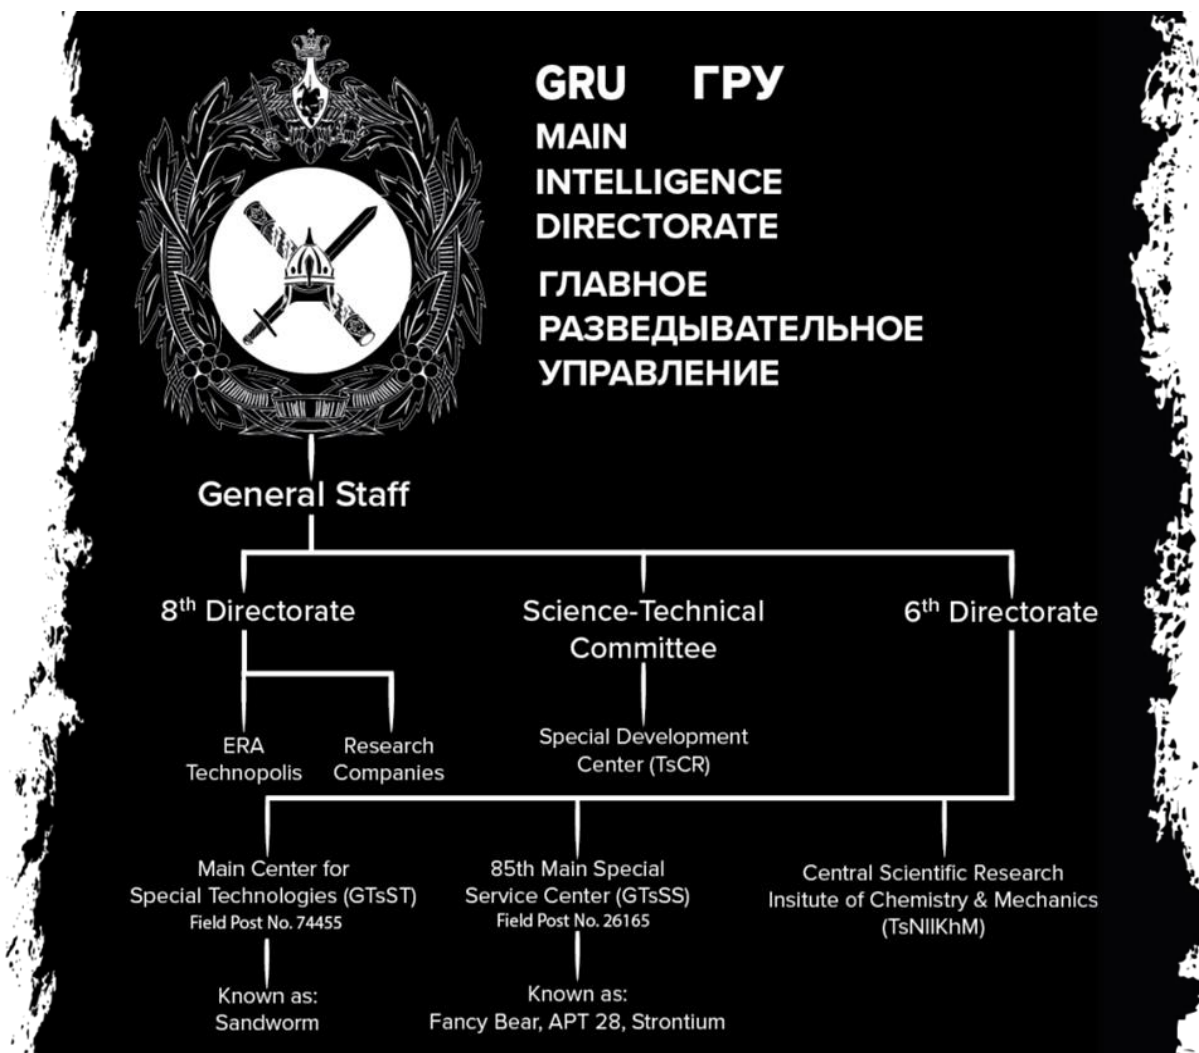 GRU ГРУ
MAIN
INTELLIGENCE
DIRECTORATE
ГЛАВНОЕ
РАЗВЕДЫВАТЕЛЬНОЕ
УПРАВЛЕНИЕ
General Staff
8th Directorate
Science-Technical
Committee
6th Directorate
ERA
Technopolis
Research
Companies
Special Development
Center (TsCR)
Main Center for
Special Technologies (GTsST)
Field Post No. 74455
85th Main Special
Service Center (GTsSS)
Field Post No. 26165
Central Scientific Research
Insitute of Chemistry & Mechanics
(TsNIIKhM)
Known as:
Sandworm
Known as:
Fancy Bear, APT 28, Strontium